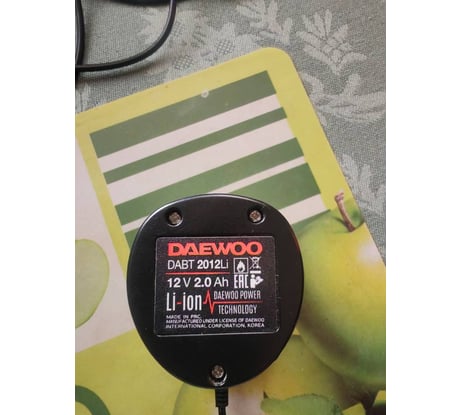 DAEWOO
DABT 2012Li
12 V 2.0 Ah EAC
Li-ion DAEWOO POWER
TECHNOLOGY
MADE IN PRC.
MANUFACTURED UNDER LICENSE OF DAEWOO
INTERNATIONAL CORPORATION, KOREA